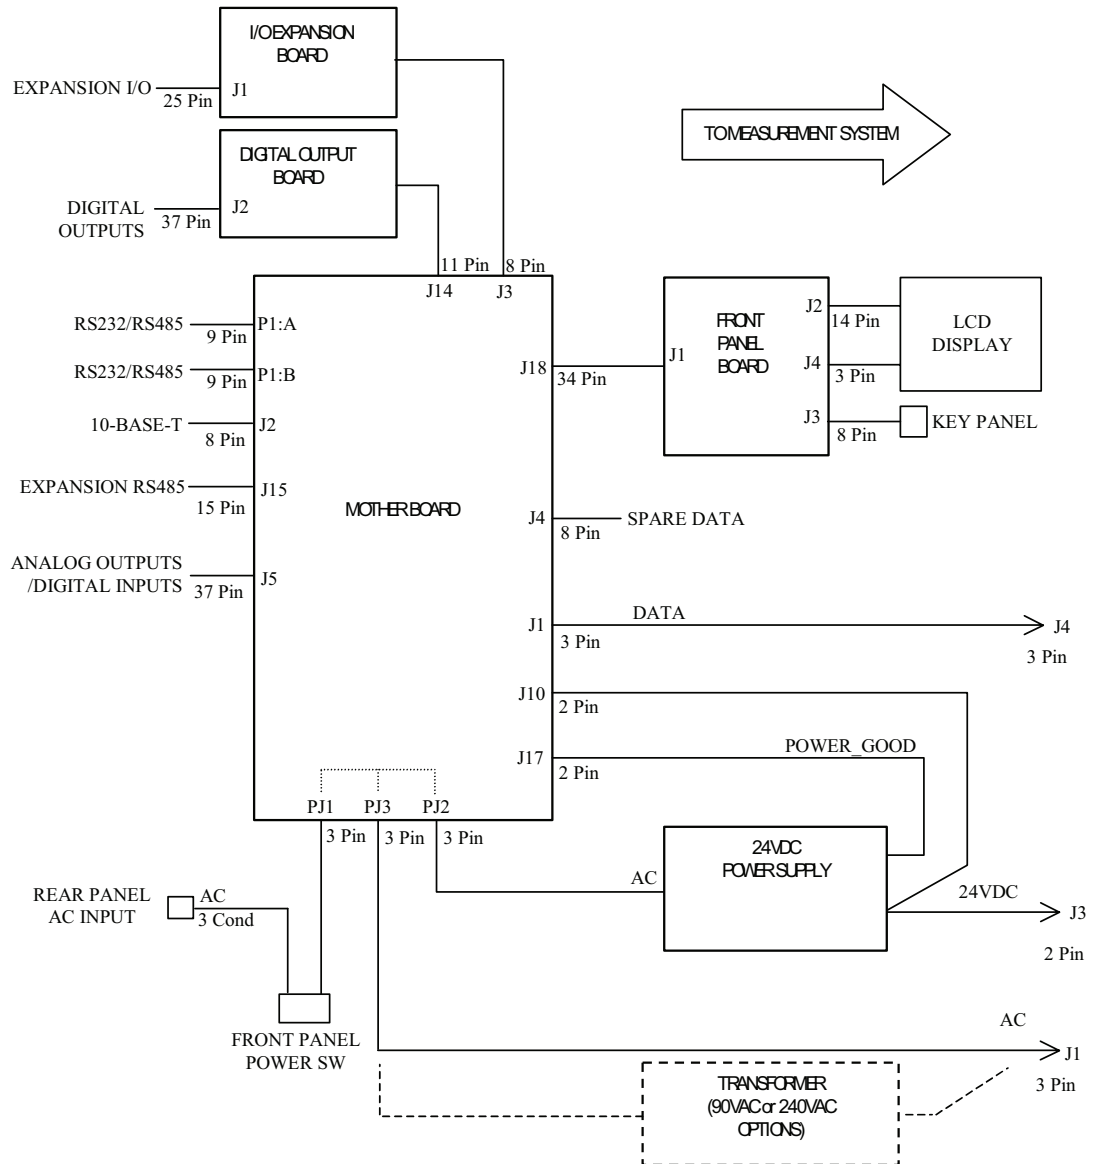 I/O EXPANSION
BOARD
EXPANSION I/O
25 Pin
J1
DIGITAL OUTPUT
BOARD
DIGITAL
OUTPUTS
37 Pin
J2
TO MEASUREMENT SYSTEM
11 Pin
8 Pin
J14
J3
RS232/RS485
9 Pin
P1:A
RS232/RS485
9 Pin
P1:B
10-BASE-T
8 Pin
J2
EXPANSION RS485
15 Pin
J15
ANALOG OUTPUTS
/DIGITAL INPUTS
37 Pin
J5
MOTHER BOARD
J18
34 Pin
J1
FRONT
PANEL
BOARD
J2
14 Pin
J4
3 Pin
J3
8 Pin
LCD
DISPLAY
KEY PANEL
J4
8 Pin
SPARE DATA
J1
3 Pin
DATA
J4
3 Pin
J10
2 Pin
J17
2 Pin
POWER_GOOD
PJ1
PJ3
PJ2
3 Pin
3 Pin
3 Pin
24VDC
POWER SUPPLY
AC
24VDC
J3
2 Pin
REAR PANEL
AC INPUT
AC
3 Cond
FRONT PANEL
POWER SW
AC
J1
3 Pin
TRANSFORMER
(90VAC or 240VAC
OPTIONS)